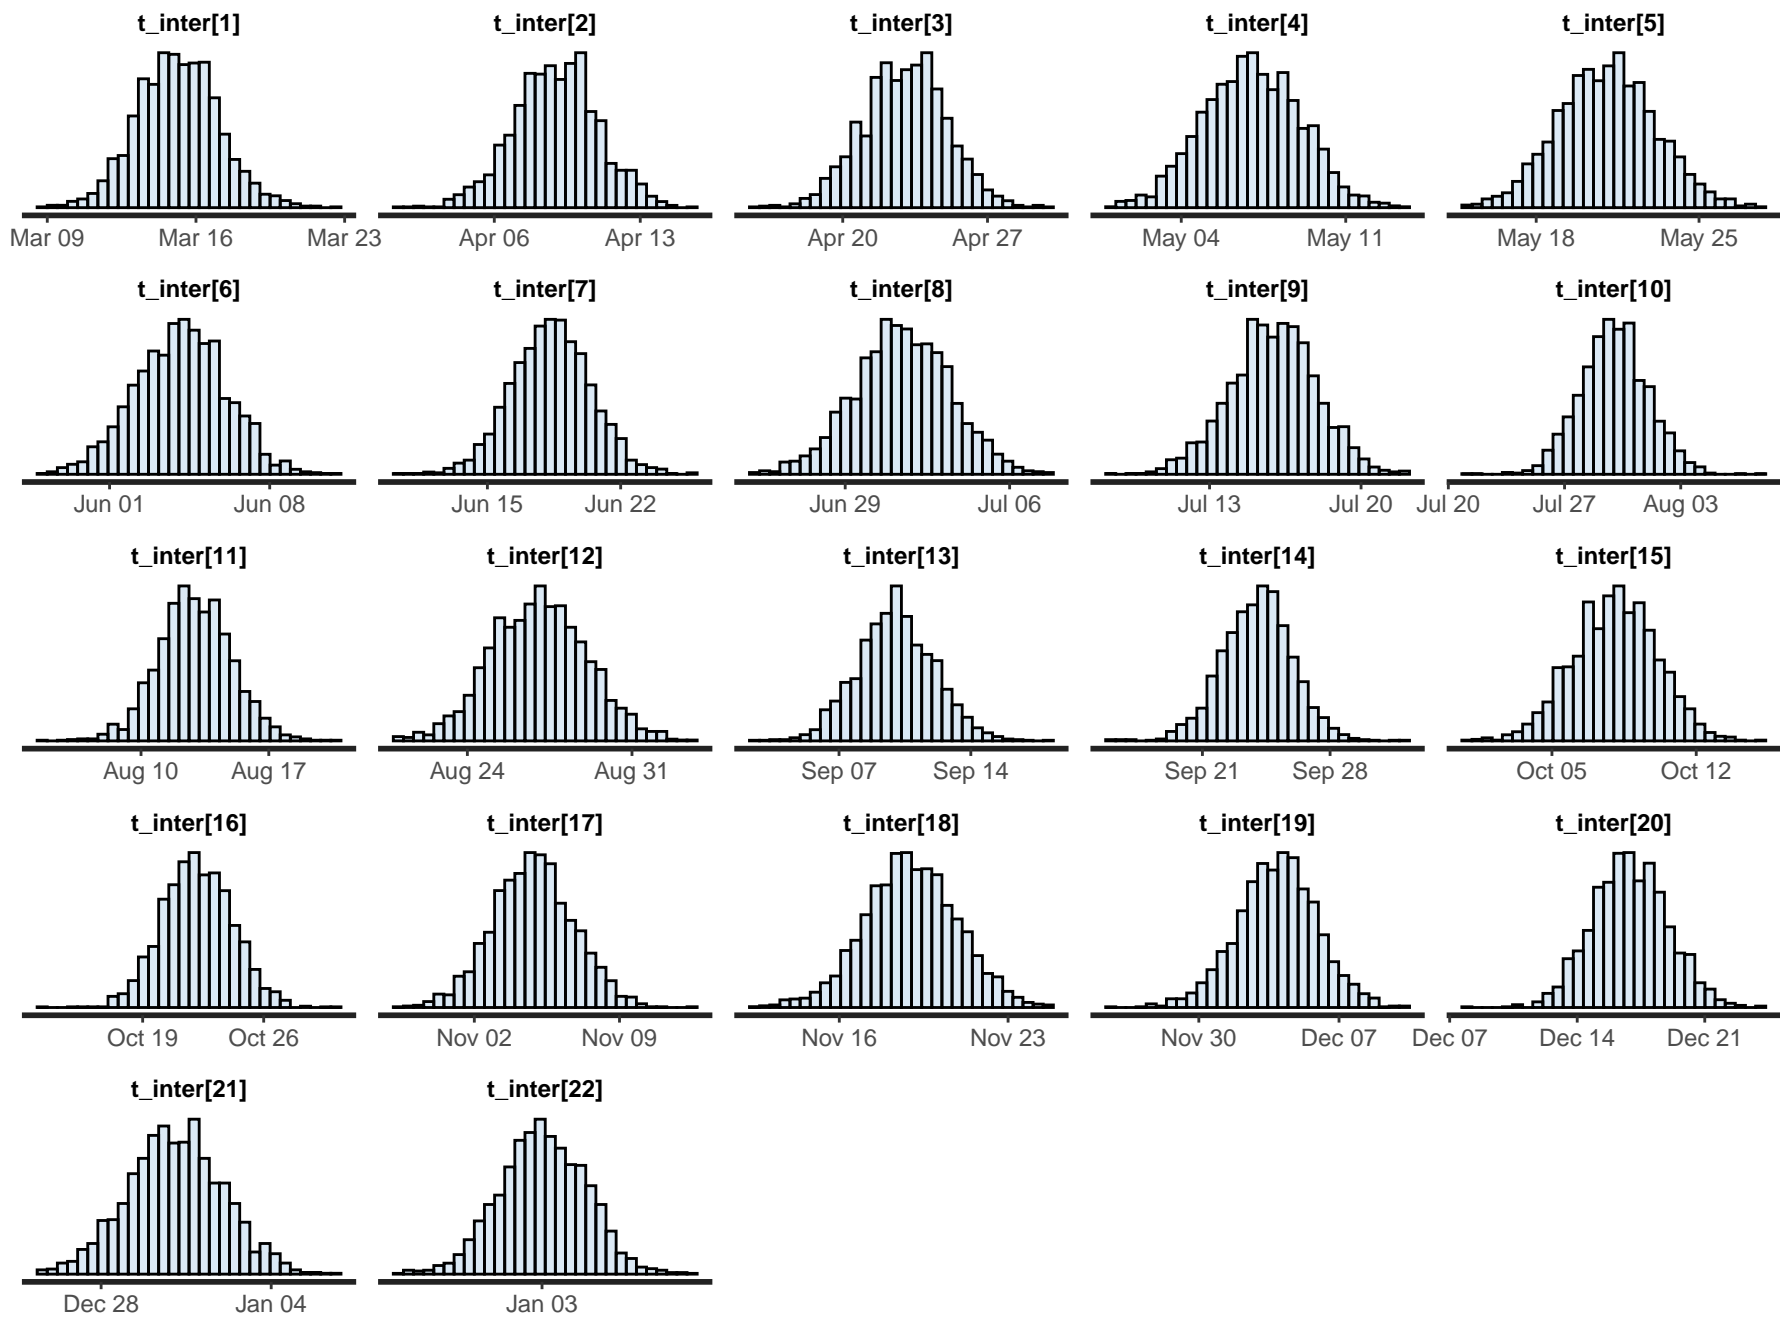 t_inter[1] t_inter[2] t_inter[3] t_inter[4] t_inter[5]
Mar 09 Mar 16 Mar 23 Apr 06 Apr 13 Apr 20 Apr 27 May 04 May 11 May 18 May 25
t_inter[6] t_inter[7] t_inter[8] t_inter[9] t_inter[10]
Jun 01 Jun 08 Jun 15 Jun 22 Jun 29 Jul 06 Jul 13 Jul 20 Jul 20 Jul 27 Aug 03
t_inter[11] t_inter[12] t_inter[13] t_inter[14] t_inter[15]
Aug 10 Aug 17 Aug 24 Aug 31 Sep 07 Sep 14 Sep 21 Sep 28 Oct 05 Oct 12
t_inter[16] t_inter[17] t_inter[18] t_inter[19] t_inter[20]
Oct 19 Oct 26 Nov 02 Nov 09 Nov 16 Nov 23 Nov 30 Dec 07 Dec 07 Dec 14 Dec 21
t_inter[21] t_inter[22]
Dec 28 Jan 04 Jan 03